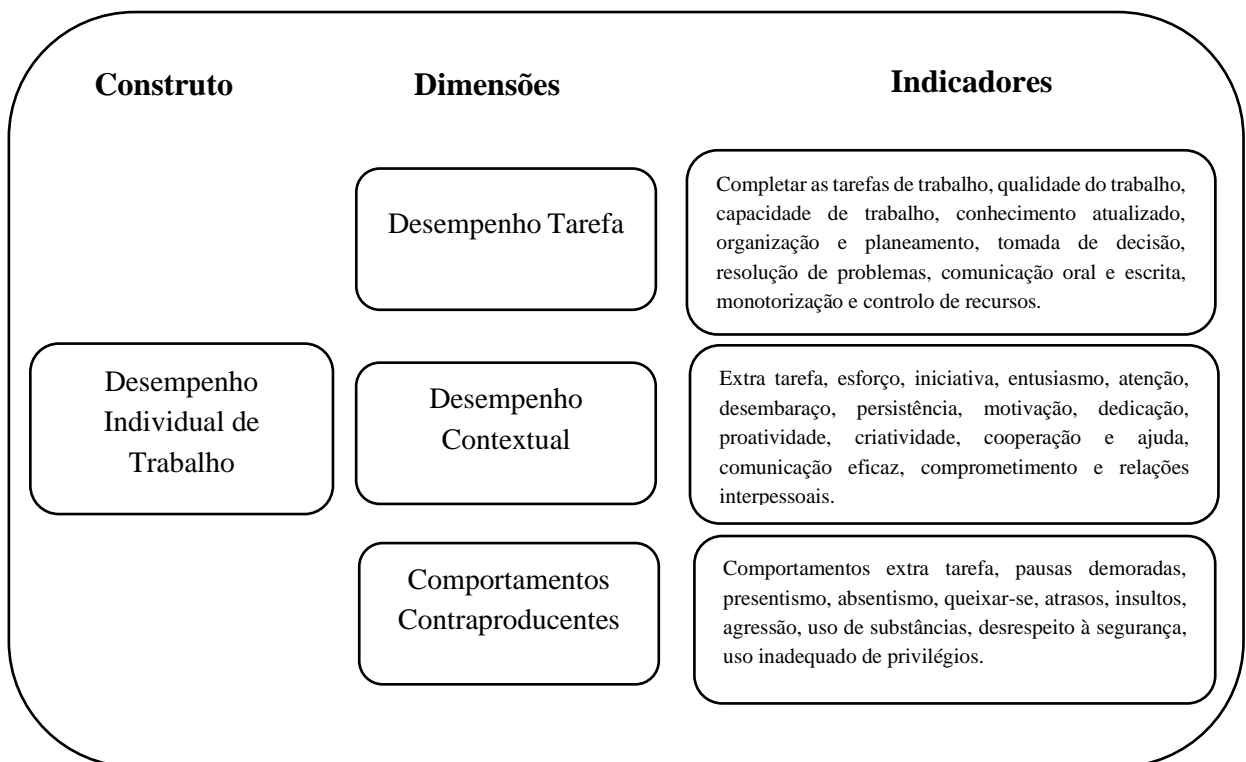 Construto
Dimensões
Indicadores
Desempenho Tarefa
Completar as tarefas de trabalho, qualidade do trabalho,
capacidade de trabalho, conhecimento atualizado,
organização e planeamento, tomada de decisão,
resolução de problemas, comunicação oral e escrita,
monotorização e controlo de recursos.
Desempenho
Individual de
Trabalho
Desempenho
Contextual
Extra tarefa, esforço, iniciativa, entusiasmo, atenção,
desembaraço, persistência, motivação, dedicação,
proatividade, criatividade, cooperação e ajuda,
comunicação eficaz, comprometimento e relações
interpessoais.
Comportamentos
Contraproducentes
Comportamentos extra tarefa, pausas demoradas,
presentismo, absentismo, queixar-se, atrasos, insultos,
agressão, uso de substâncias, desrespeito à segurança,
uso inadequado de privilégios.